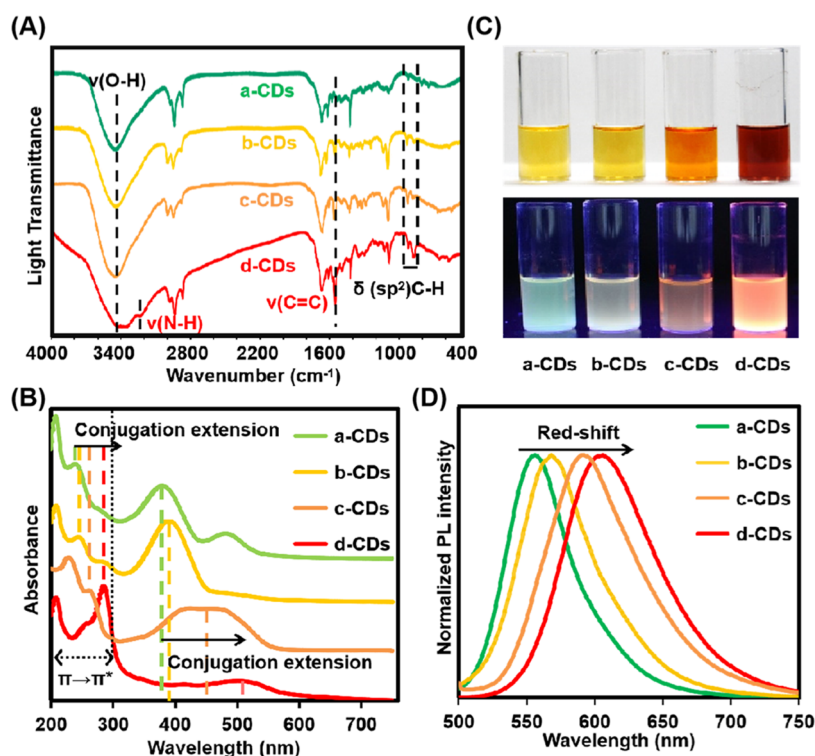 (A)
ν(O-H)
a-CDs
b-CDs
c-CDs
d-CDs
ν(N-H)
ν(C=C)
δ (sp²)C-H
Light Transmittance
4000 3400 2800 2200 1600 1000 400
Wavenumber (cm⁻¹)
(C)
a-CDs b-CDs c-CDs d-CDs
(B)
Conjugation extension
a-CDs
b-CDs
c-CDs
d-CDs
Conjugation extension
π→π*
Absorbance
200 300 400 500 600 700
Wavelength (nm)
(D)
Red-shift
a-CDs
b-CDs
c-CDs
d-CDs
Normalized PL intensity
500 550 600 650 700 750
Wavelength (nm)